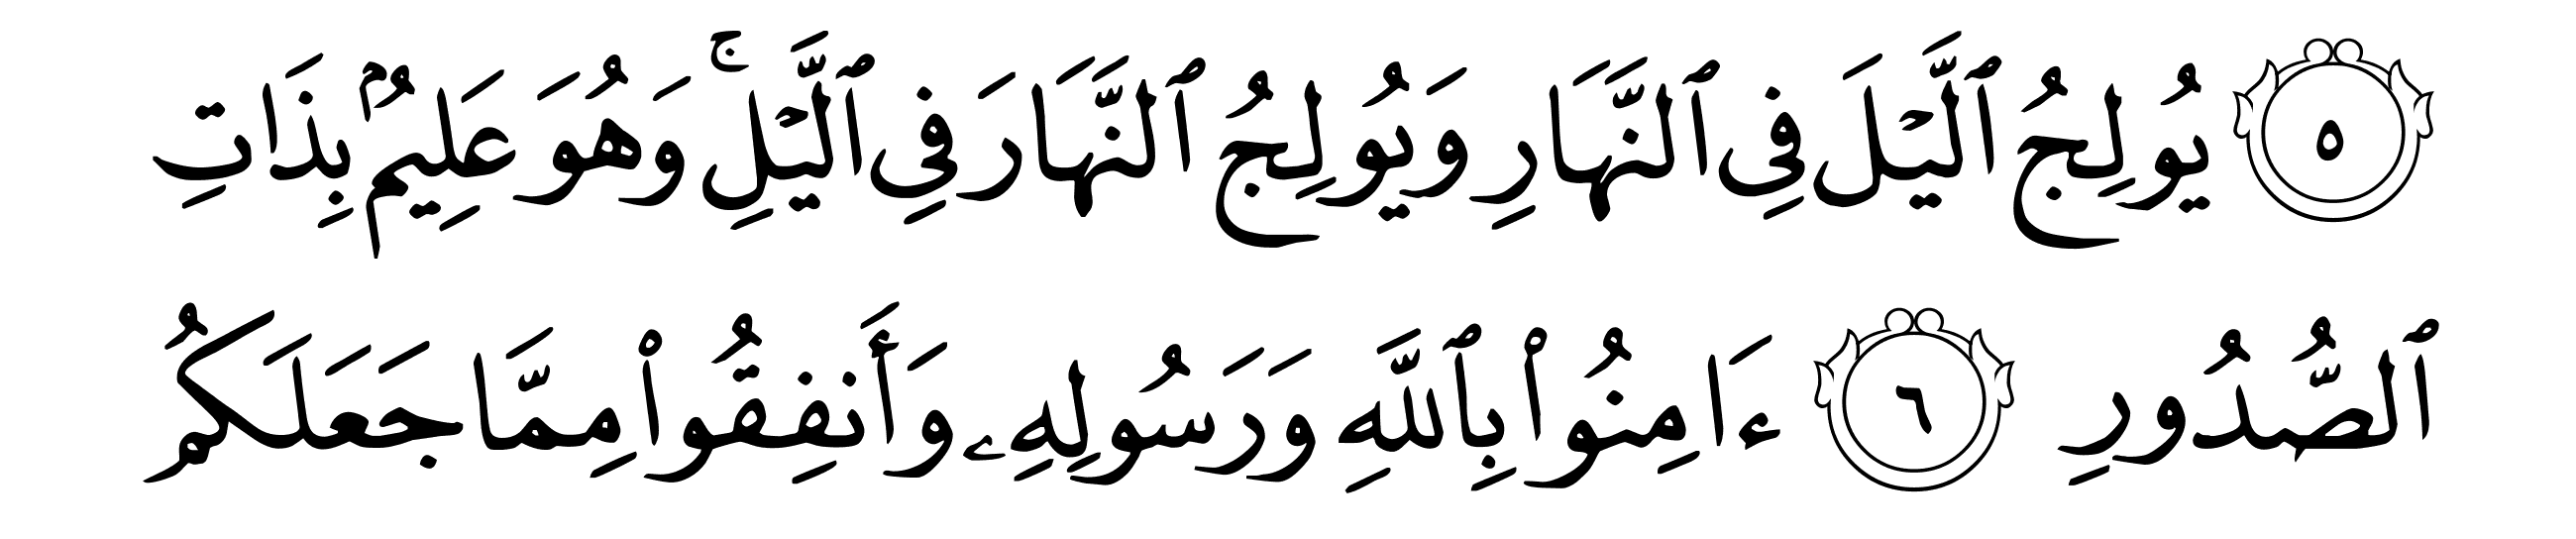 ٥ يُولِجُ ٱلَّيۡلَ فِى ٱلنَّهَارِ وَيُولِجُ ٱلنَّهَارَ فِى ٱلَّيۡلِۚ وَهُوَ عَلِيمُۢ بِذَاتِ
ٱلصُّدُورِ ٦ ءَامِنُوا۟ بِٱللَّهِ وَرَسُولِهِۦ وَأَنفِقُوا۟ مِمَّا جَعَلَكُم